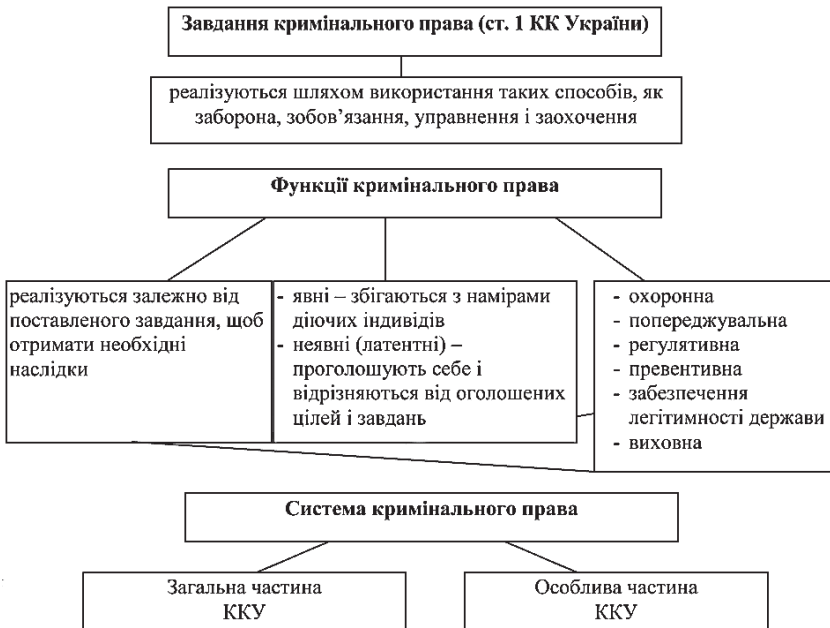 Завдання кримінального права (ст. 1 КК України)
реалізуються шляхом використання таких способів, як
заборона, зобов’язання, управнення і заохочення
Функції кримінального права
реалізуються залежно від
поставленого завдання, щоб
отримати необхідні
наслідки
- явні – збігаються з намірами
діючих індивідів
- неявні (латентні) –
проголошують себе і
відрізняються від оголошених
цілей і завдань
- охоронна
- попереджувальна
- регулятивна
- превентивна
- забезпечення
легітимності держави
- виховна
Система кримінального права
Загальна частина
ККУ
Особлива частина
ККУ